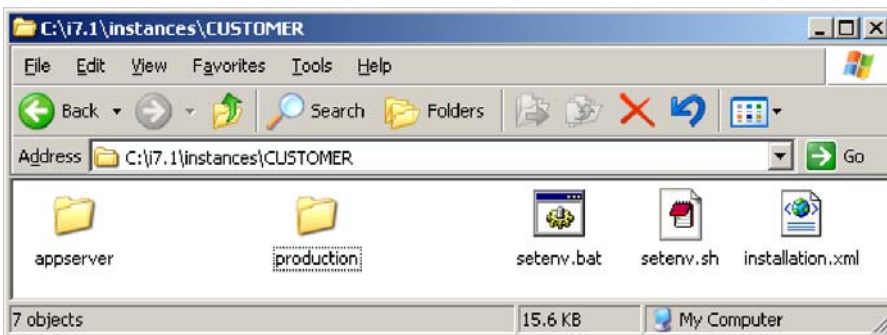 C:\i7.1\instances\CUSTOMER
File Edit View Favorites Tools Help
Back Search Folders
Address C:\i7.1\instances\CUSTOMER Go
appserver production setenv.bat setenv.sh installation.xml
7 objects 15.6 KB My Computer